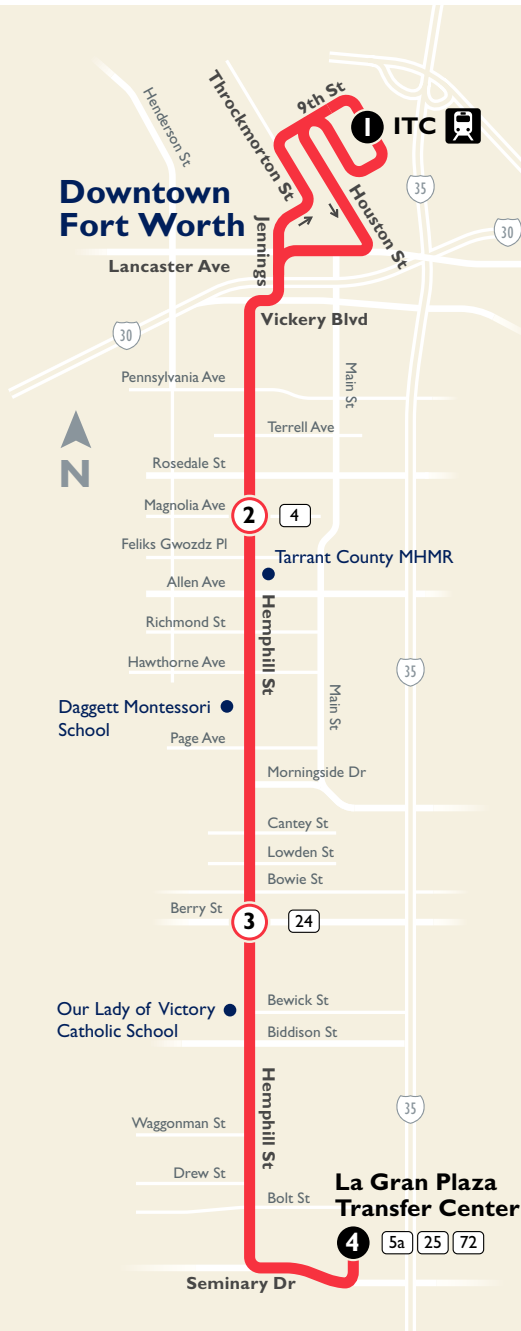 9th St
1 ITC
Throckmorton St
Henderson St
35
Downtown
Fort Worth
Houston St
Jennings
30
Lancaster Ave
Vickery Blvd
30
Pennsylvania Ave
Main St
Terrell Ave
N
Rosedale St
Magnolia Ave
2 4
Feliks Gwozdz Pl
Tarrant County MHMR
Allen Ave
Hemphill St
Richmond St
Hawthorne Ave
35
Main St
Daggett Montessori
School
Page Ave
Morningside Dr
Cantey St
Lowden St
Bowie St
Berry St
3 24
Our Lady of Victory
Catholic School
Bewick St
Biddison St
Hemphill St
35
Waggonman St
Drew St
La Gran Plaza
Transfer Center
Bolt St
4 5a 25 72
Seminary Dr